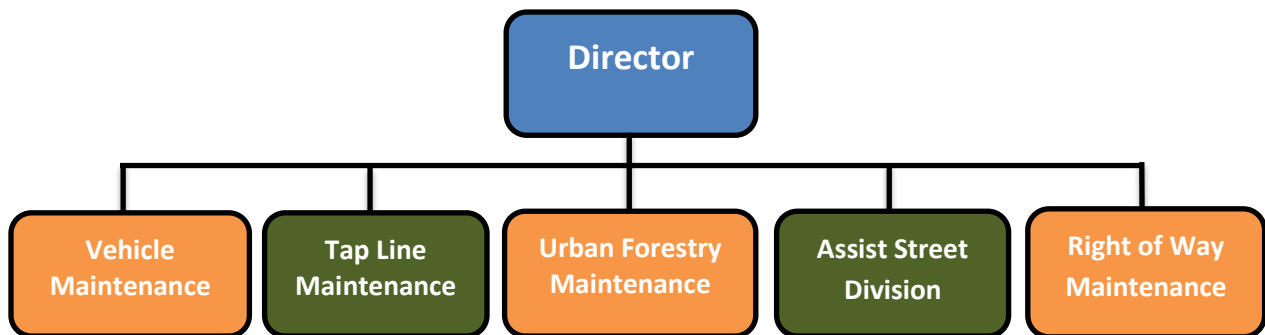 Director
Vehicle
Maintenance
Tap Line
Maintenance
Urban Forestry
Maintenance
Assist Street
Division
Right of Way
Maintenance